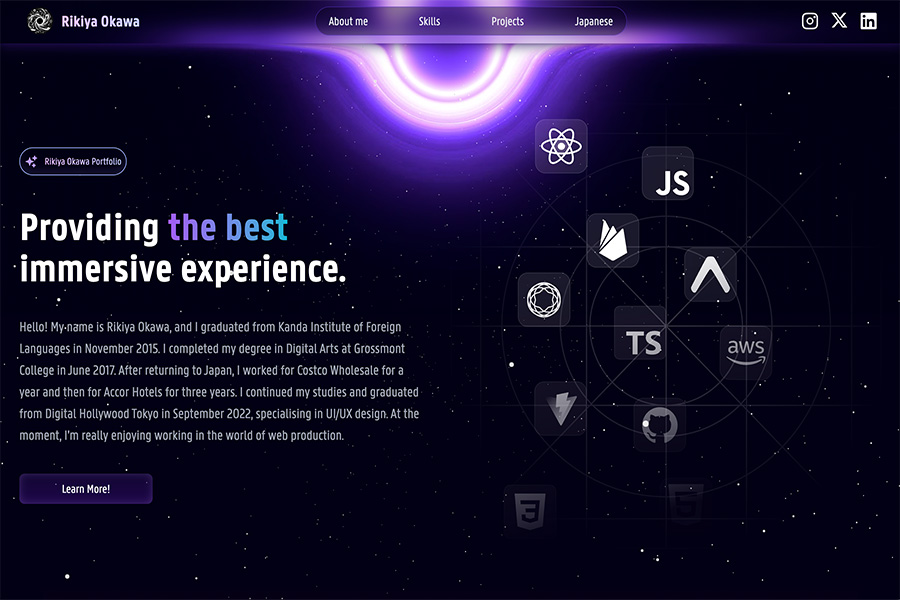 Rikiya Okawa
About me
Skills
Projects
Japanese
Rikiya Okawa Portfolio
Providing the best
immersive experience.
Hello! My name is Rikiya Okawa, and I graduated from Kanda Institute of Foreign
Languages in November 2015. I completed my degree in Digital Arts at Grossmont
College in June 2017. After returning to Japan, I worked for Costco Wholesale for a
year and then for Accor Hotels for three years. I continued my studies and graduated
from Digital Hollywood Tokyo in September 2022, specialising in UI/UX design. At the
moment, I'm really enjoying working in the world of web production.
Learn More!
JS
TS
aws
3
5